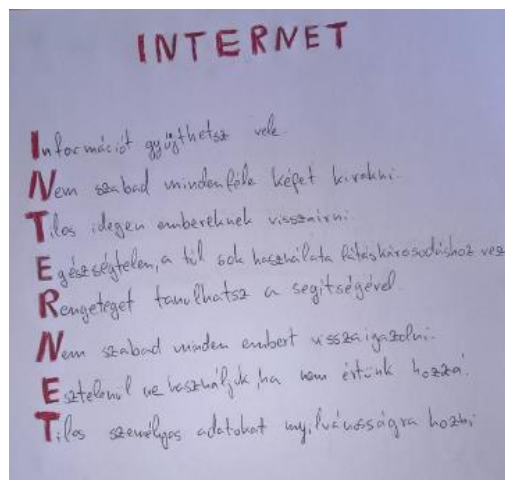 INTERNET
Információt gyűjthetsz vele.
Nem szabad mindenféle képet kirakni.
Tilos idegen embereknek visszaírni.
Egészségtelen, a túl sok használata látáskárosodáshoz vez
Rengeteget tanulhatsz a segítségével.
Nem szabad minden embert visszaigazolni.
Esztelenül ne használjuk, ha nem értünk hozzá!
Tilos személyes adatokat nyilvánosságra hozni